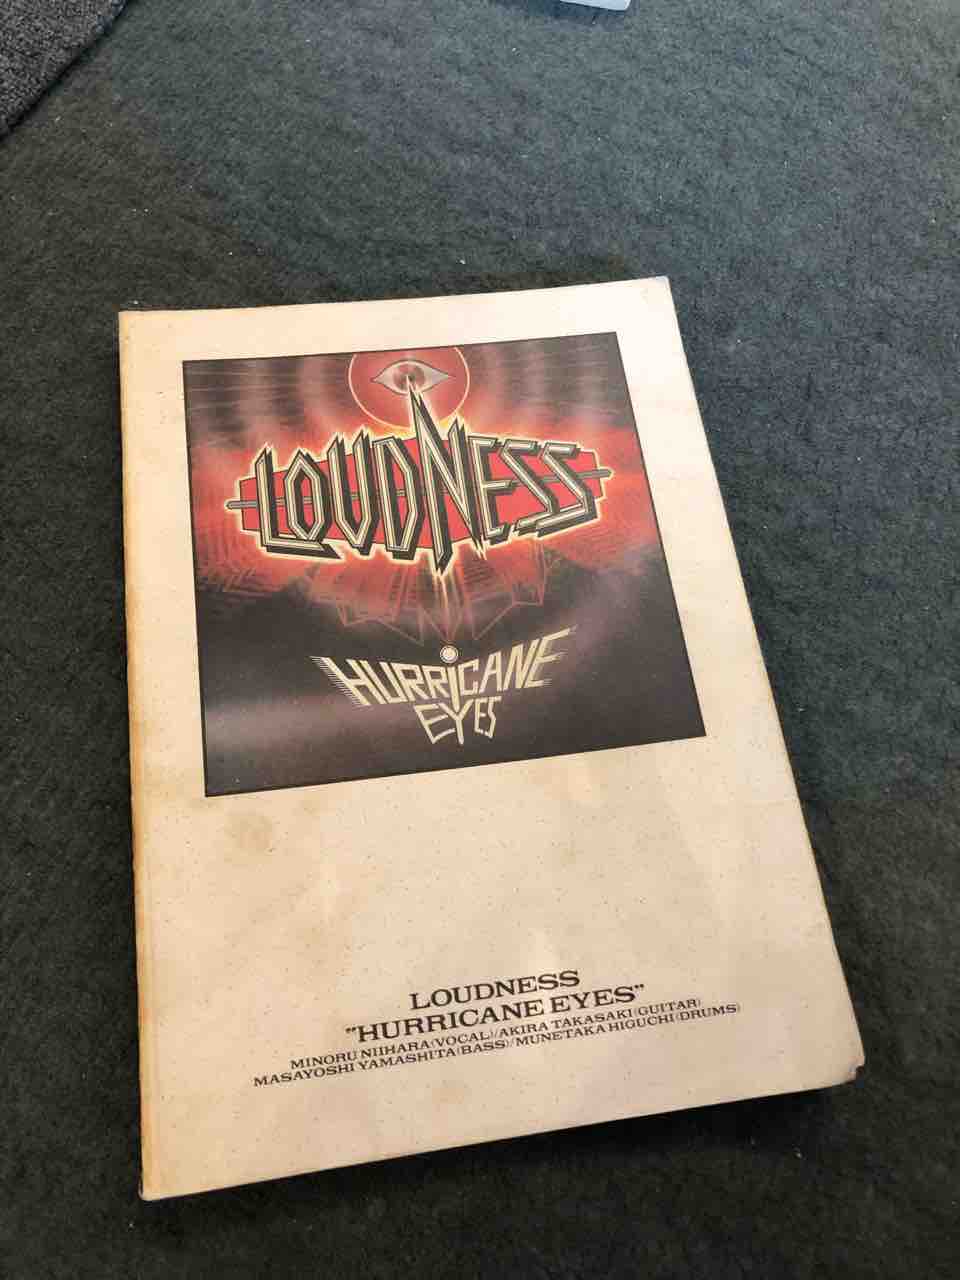 LOUDNESS
HURRICANE
EYES
LOUDNESS
"HURRICANE EYES"
MINORU NIIHARA(VOCAL)/AKIRA TAKASAKI(GUITAR)
MASAYOSHI YAMASHITA(BASS)/MUNETAKA HIGUCHI(DRUMS)